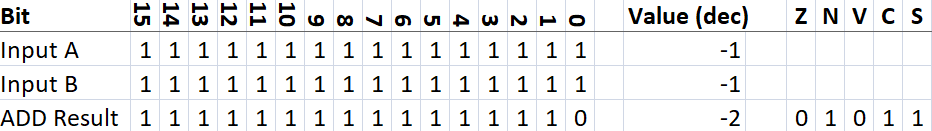 Bit 15 14 13 12 11 10 9 8 7 6 5 4 3 2 1 0 Value (dec) Z N V C S
Input A 1 1 1 1 1 1 1 1 1 1 1 1 1 1 1 1 -1
Input B 1 1 1 1 1 1 1 1 1 1 1 1 1 1 1 1 -1
ADD Result 1 1 1 1 1 1 1 1 1 1 1 1 1 1 1 0 -2 0 1 0 1 1